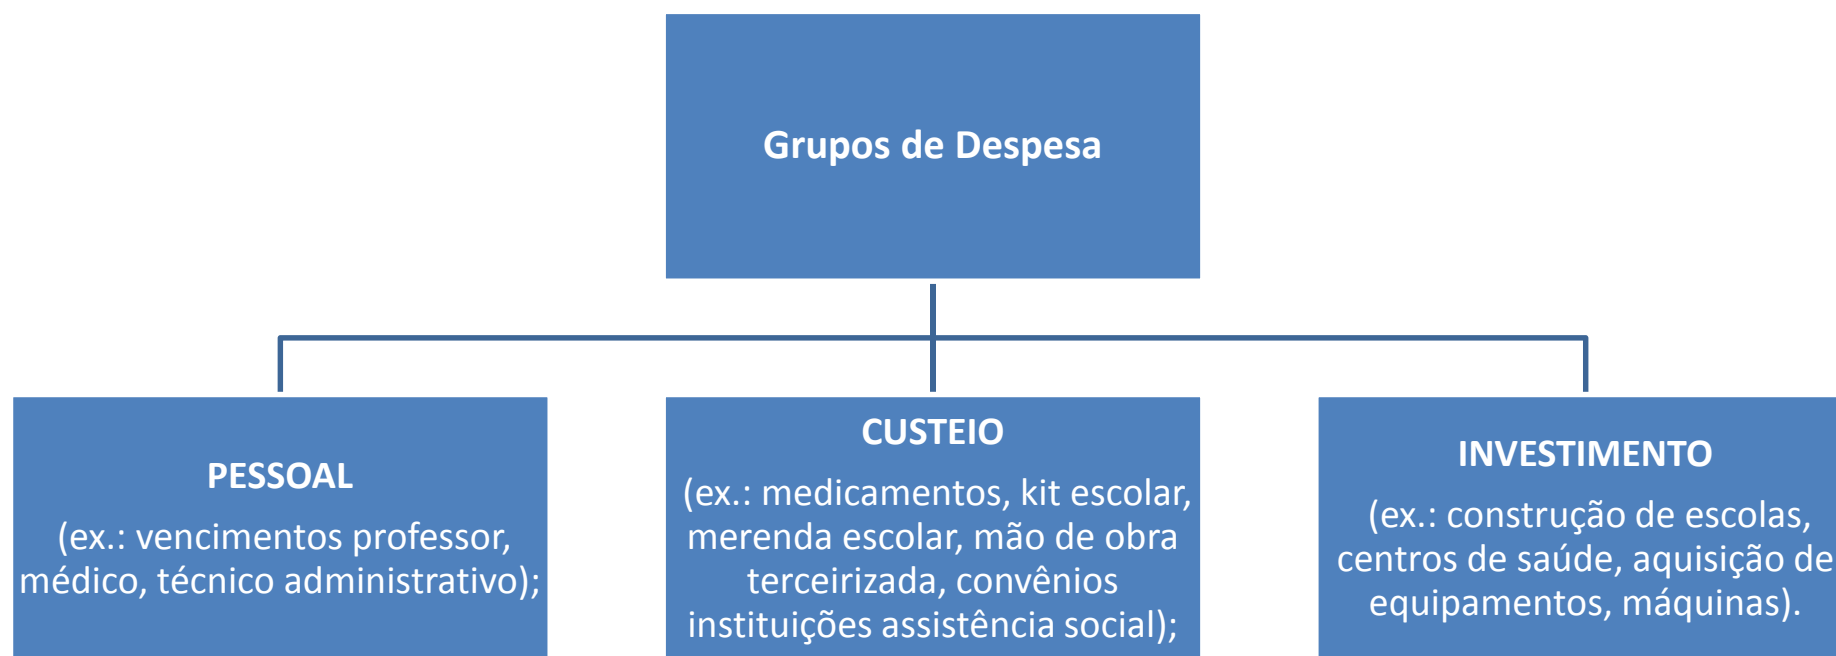 Grupos de Despesa
PESSOAL
(ex.: vencimentos professor,
médico, técnico administrativo);
CUSTEIO
(ex.: medicamentos, kit escolar,
merenda escolar, mão de obra
terceirizada, convênios
instituições assistência social);
INVESTIMENTO
(ex.: construção de escolas,
centros de saúde, aquisição de
equipamentos, máquinas).